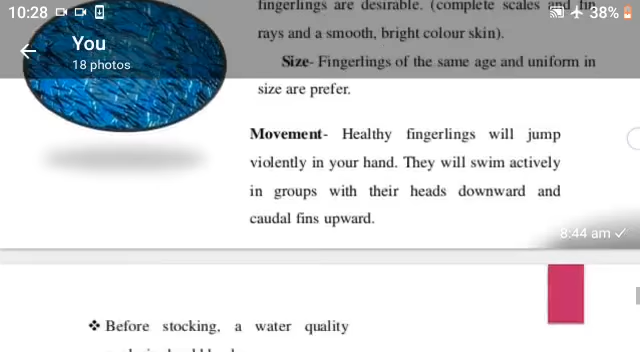 10:28
38%
You
18 photos
fingerlings are desirable. (complete scales and fin
rays and a smooth, bright colour skin).
Size- Fingerlings of the same age and uniform in
size are prefer.
Movement- Healthy fingerlings will jump
violently in your hand. They will swim actively
in groups with their heads downward and
caudal fins upward.
8:44 am
❖ Before stocking, a water quality